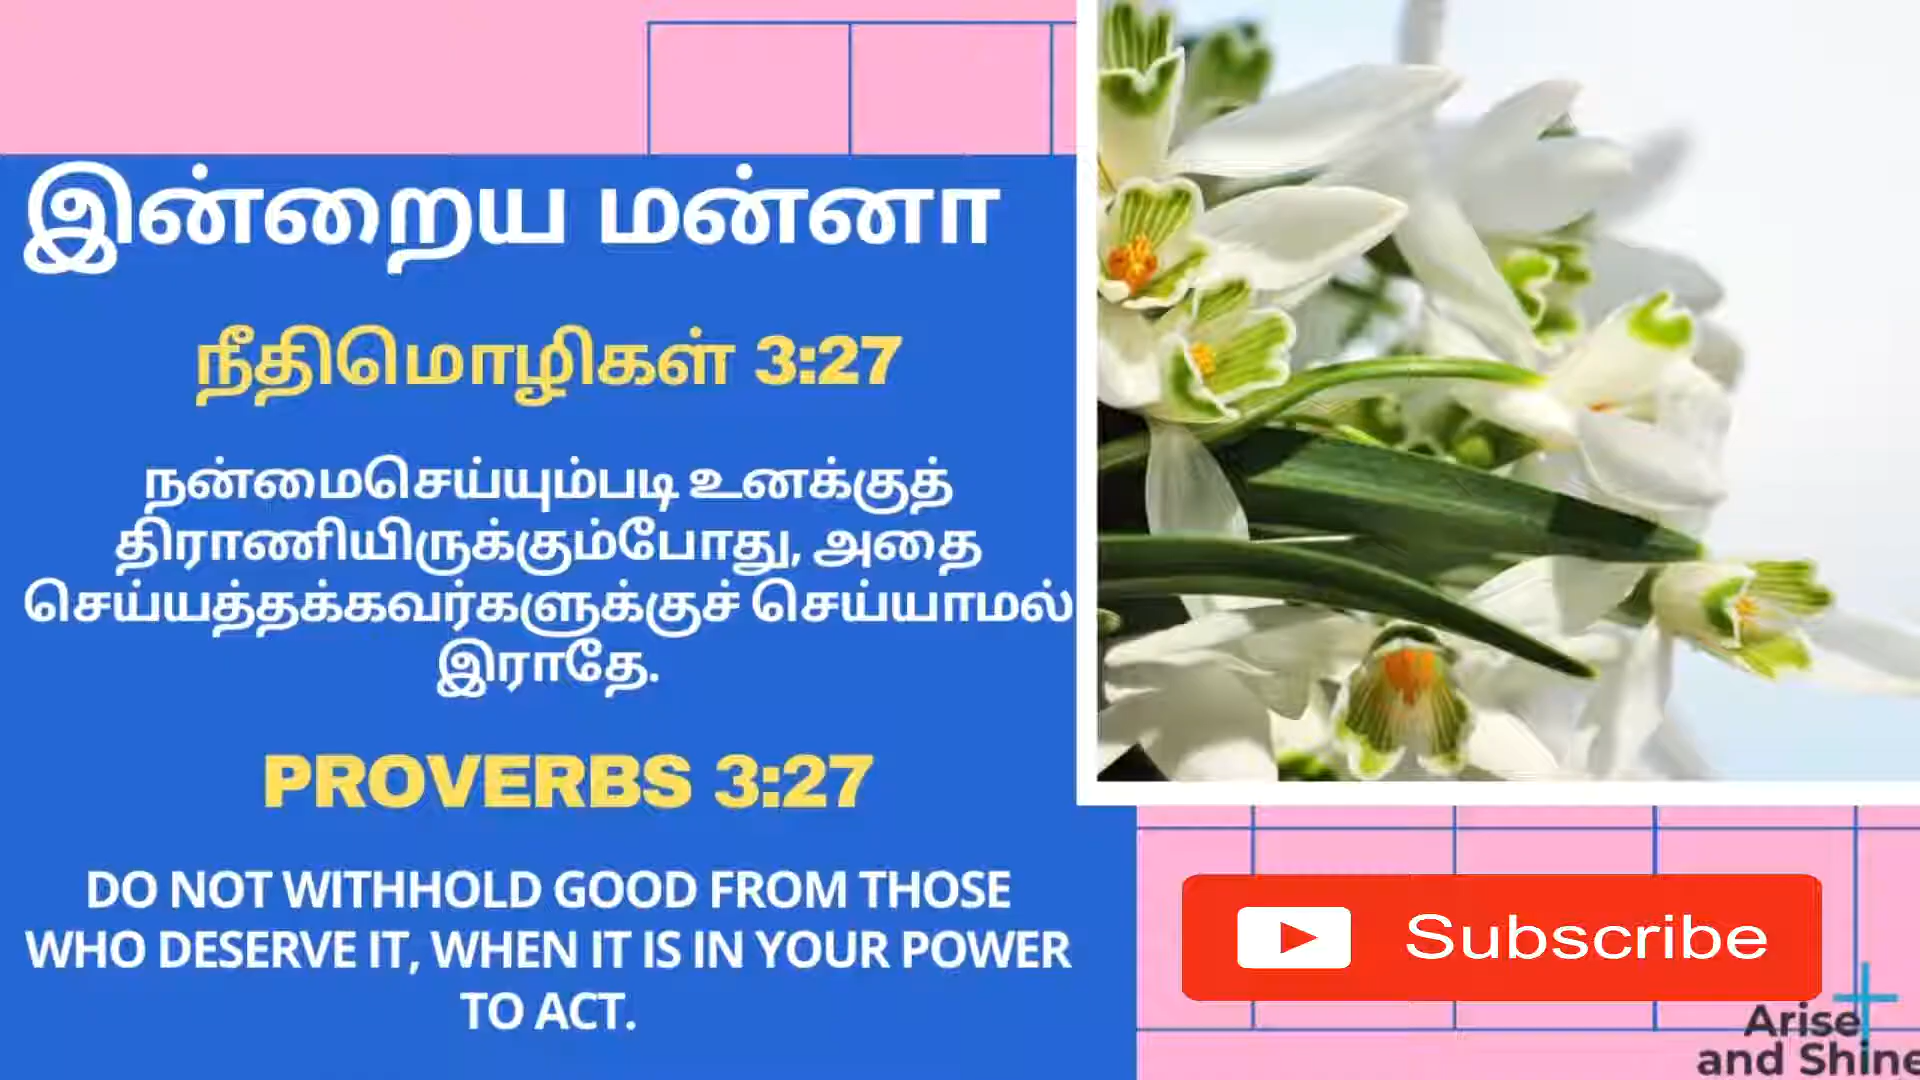 இன்றைய மன்னா
நீதிமொழிகள் 3:27
நன்மைசெய்யும்படி உனக்குத்
திராணியிருக்கும்போது, அதை
செய்யத்தக்கவர்களுக்குச் செய்யாமல்
இராதே.
PROVERBS 3:27
DO NOT WITHHOLD GOOD FROM THOSE
WHO DESERVE IT, WHEN IT IS IN YOUR POWER
TO ACT.
Subscribe
Arise
and Shine